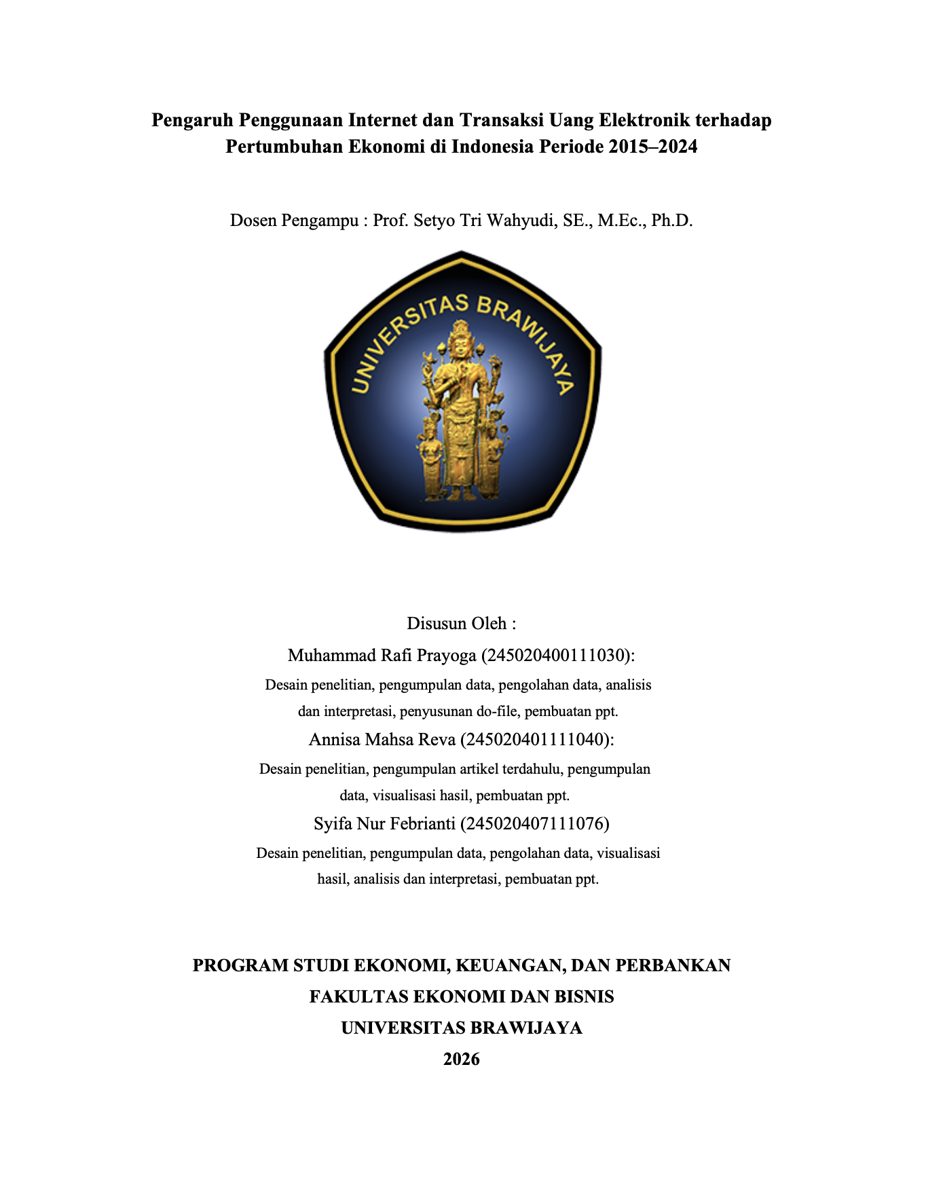 Pengaruh Penggunaan Internet dan Transaksi Uang Elektronik terhadap
Pertumbuhan Ekonomi di Indonesia Periode 2015–2024
Dosen Pengampu : Prof. Setyo Tri Wahyudi, SE., M.Ec., Ph.D.
UNIVERSITAS BRAWIJAYA
Disusun Oleh :
Muhammad Rafi Prayoga (245020400111030):
Desain penelitian, pengumpulan data, pengolahan data, analisis
dan interpretasi, penyusunan do-file, pembuatan ppt.
Annisa Mahsa Reva (245020401111040):
Desain penelitian, pengumpulan artikel terdahulu, pengumpulan
data, visualisasi hasil, pembuatan ppt.
Syifa Nur Febrianti (245020407111076)
Desain penelitian, pengumpulan data, pengolahan data, visualisasi
hasil, analisis dan interpretasi, pembuatan ppt.
PROGRAM STUDI EKONOMI, KEUANGAN, DAN PERBANKAN
FAKULTAS EKONOMI DAN BISNIS
UNIVERSITAS BRAWIJAYA
2026